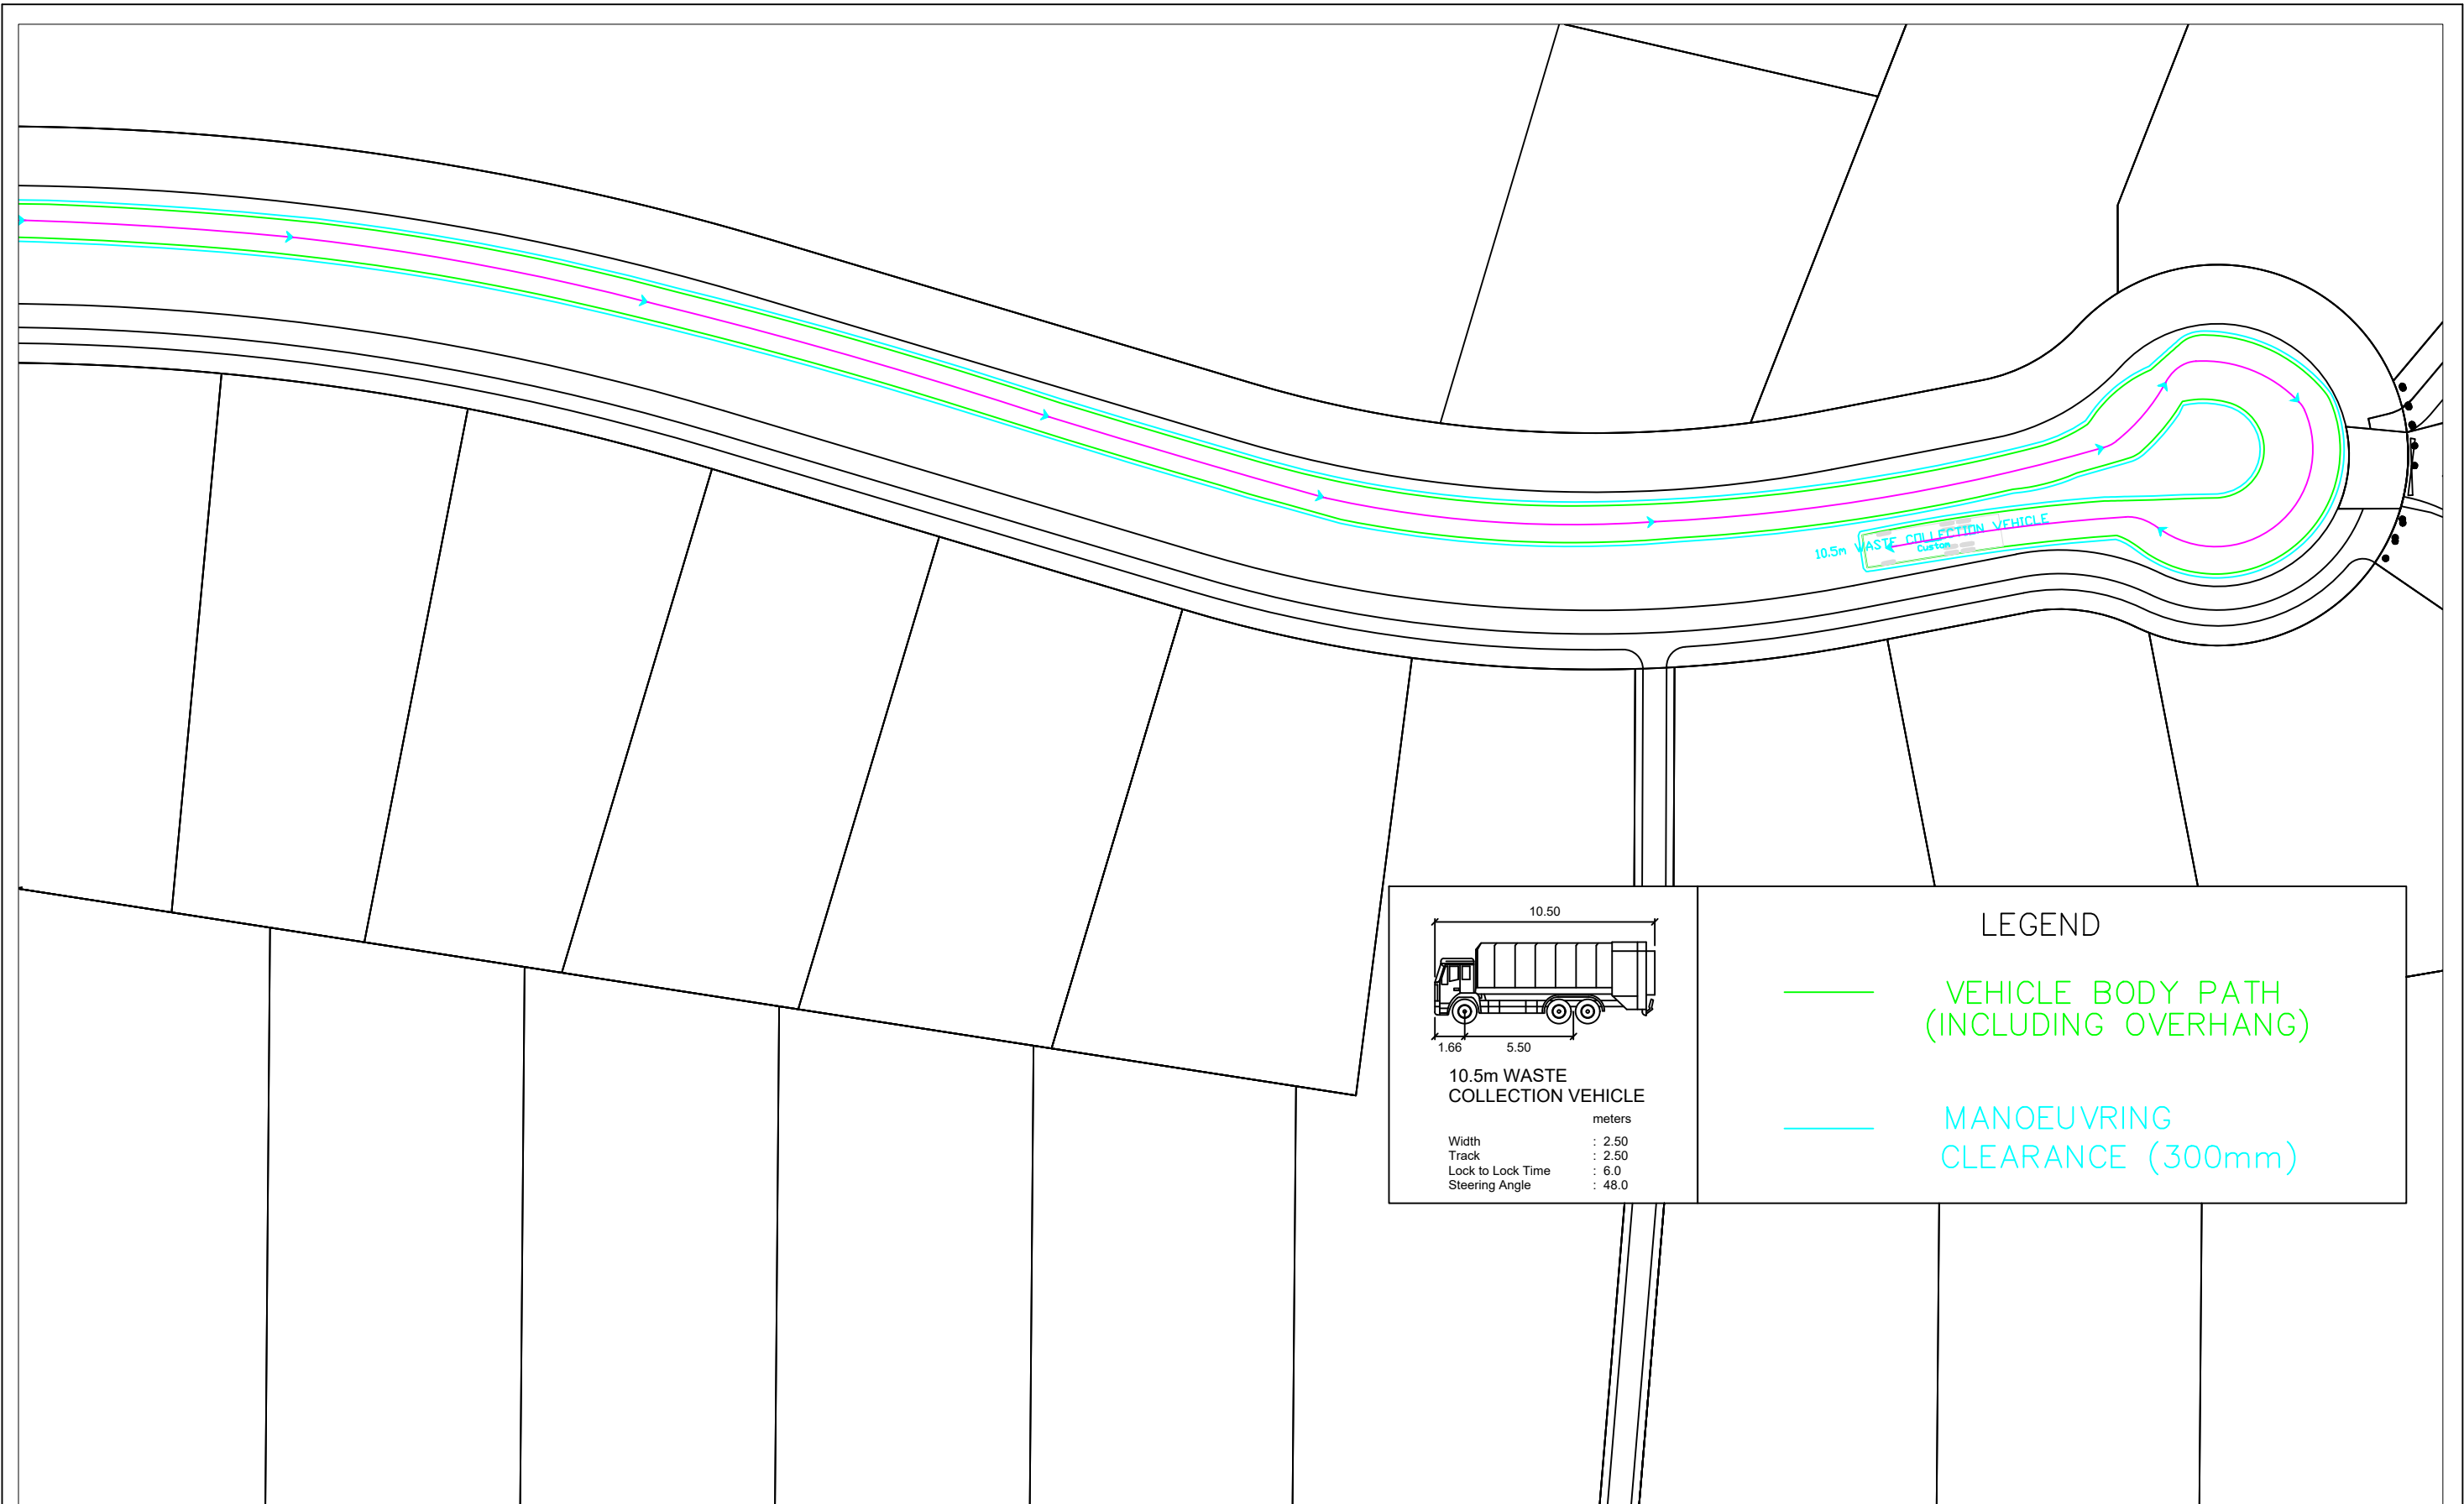 10.5m WASTE COLLECTION VEHICLE
Custom
10.50
1.66 5.50
10.5m WASTE
COLLECTION VEHICLE
meters
Width : 2.50
Track : 2.50
Lock to Lock Time : 6.0
Steering Angle : 48.0
LEGEND
VEHICLE BODY PATH
(INCLUDING OVERHANG)
MANOEUVRING
CLEARANCE (300mm)